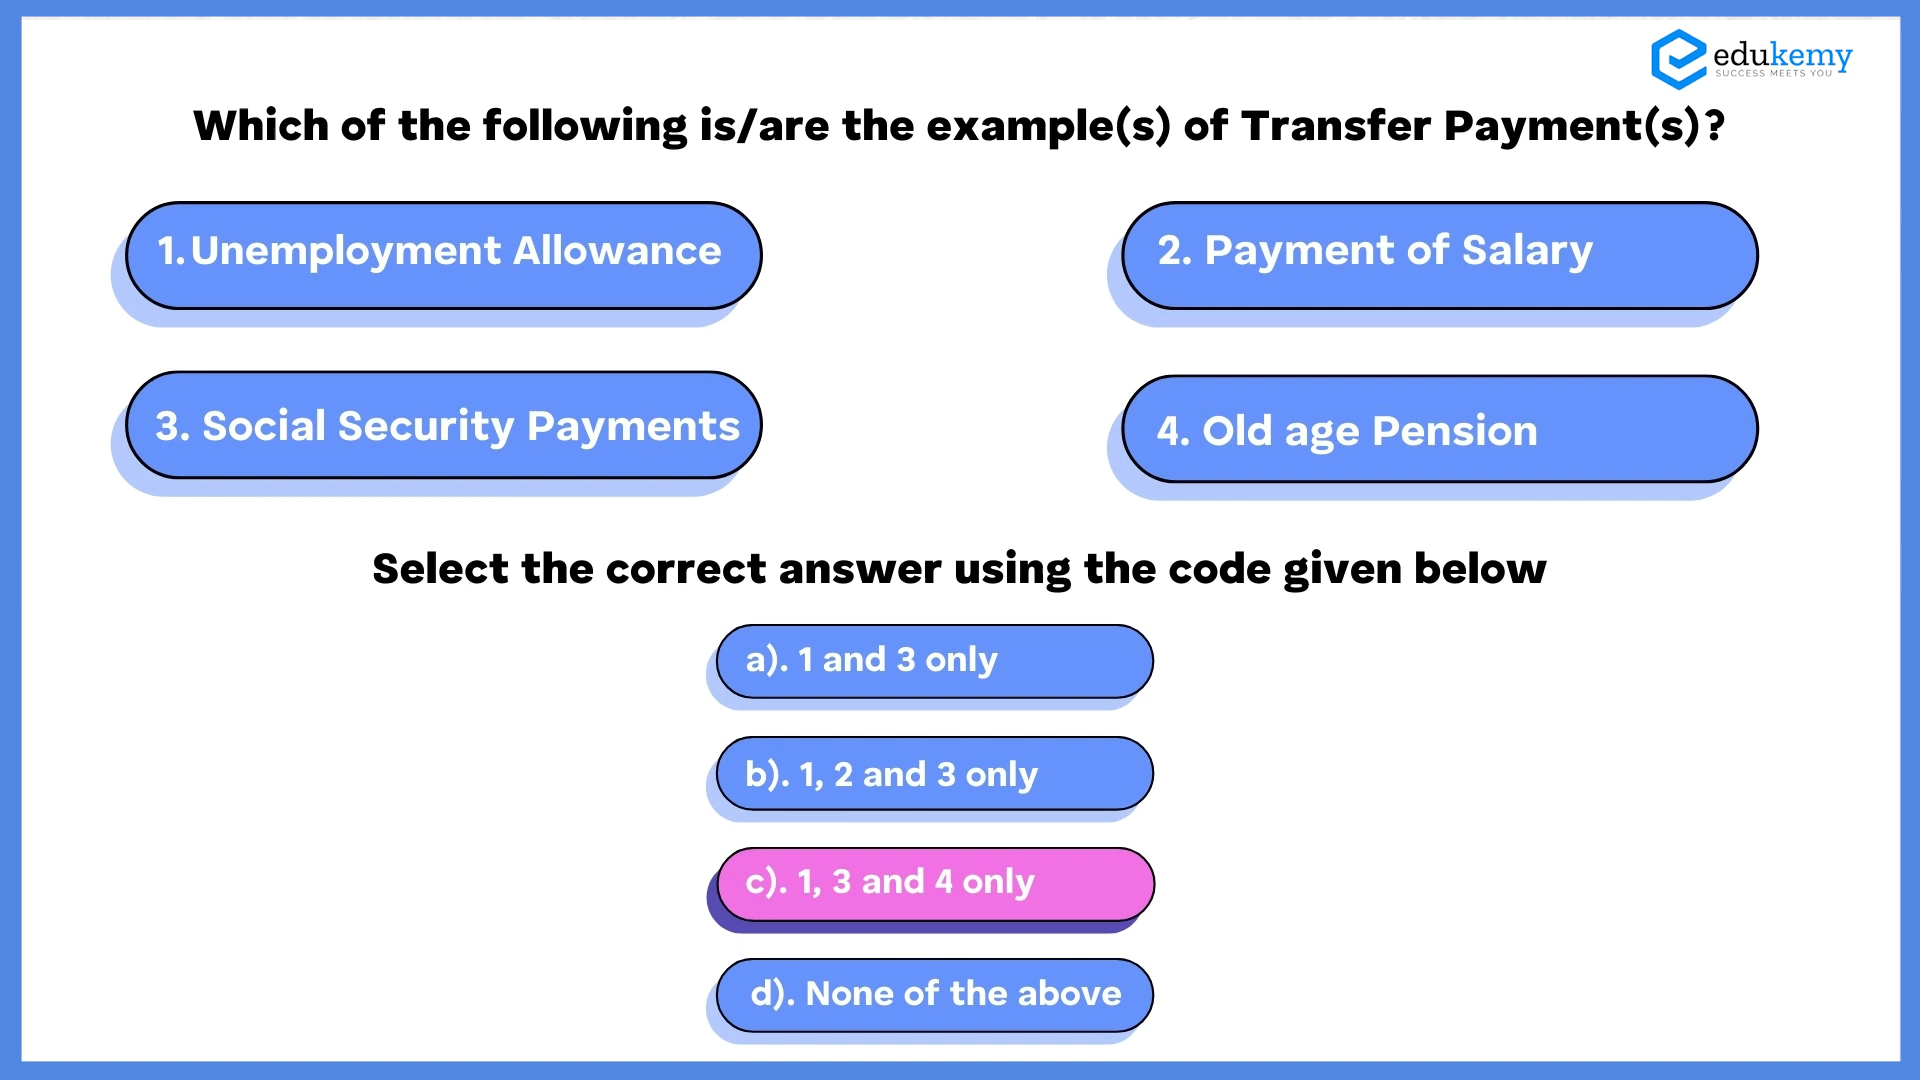 edukemy
SUCCESS MEETS YOU
Which of the following is/are the example(s) of Transfer Payment(s)?
1. Unemployment Allowance
2. Payment of Salary
3. Social Security Payments
4. Old age Pension
Select the correct answer using the code given below
a). 1 and 3 only
b). 1, 2 and 3 only
c). 1, 3 and 4 only
d). None of the above